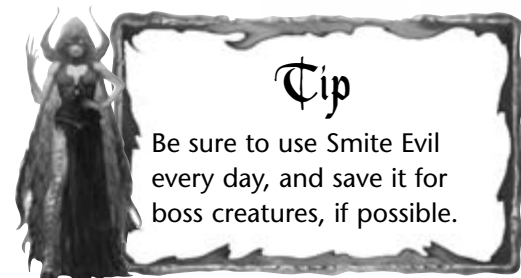 Tip
Be sure to use Smite Evil
every day, and save it for
boss creatures, if possible.